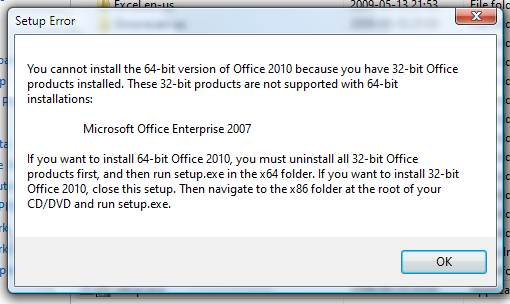 Excel.en-us 2009-05-13 21:53 File fold
Setup Error
You cannot install the 64-bit version of Office 2010 because you have 32-bit Office
products installed. These 32-bit products are not supported with 64-bit
installations:
Microsoft Office Enterprise 2007
If you want to install 64-bit Office 2010, you must uninstall all 32-bit Office
products first, and then run setup.exe in the x64 folder. If you want to install 32-bit
Office 2010, close this setup. Then navigate to the x86 folder at the root of your
CD/DVD and run setup.exe.
OK